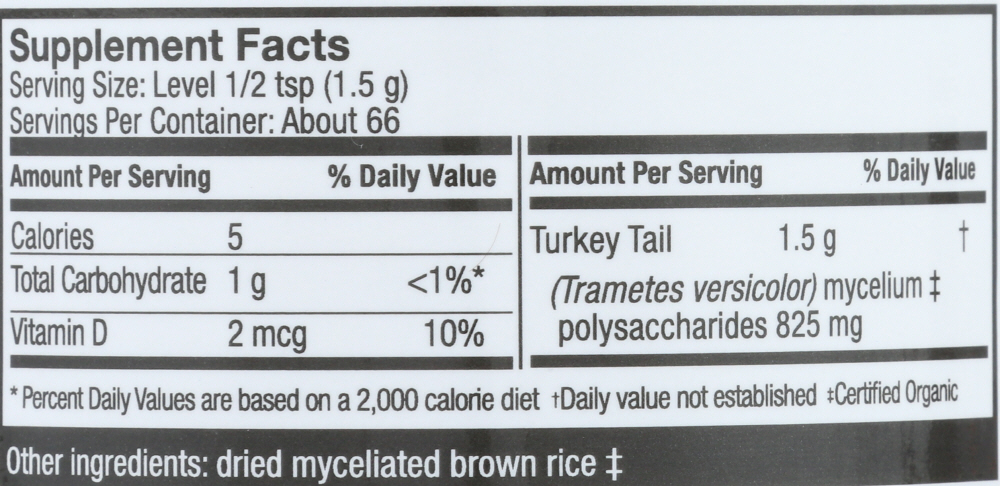 Supplement Facts
Serving Size: Level 1/2 tsp (1.5 g)
Servings Per Container: About 66
Amount Per Serving % Daily Value
Calories 5
Total Carbohydrate 1 g <1%*
Vitamin D 2 mcg 10%
Amount Per Serving % Daily Value
Turkey Tail 1.5 g †
(Trametes versicolor) mycelium ‡
polysaccharides 825 mg
* Percent Daily Values are based on a 2,000 calorie diet †Daily value not established ‡Certified Organic
Other ingredients: dried myceliated brown rice ‡